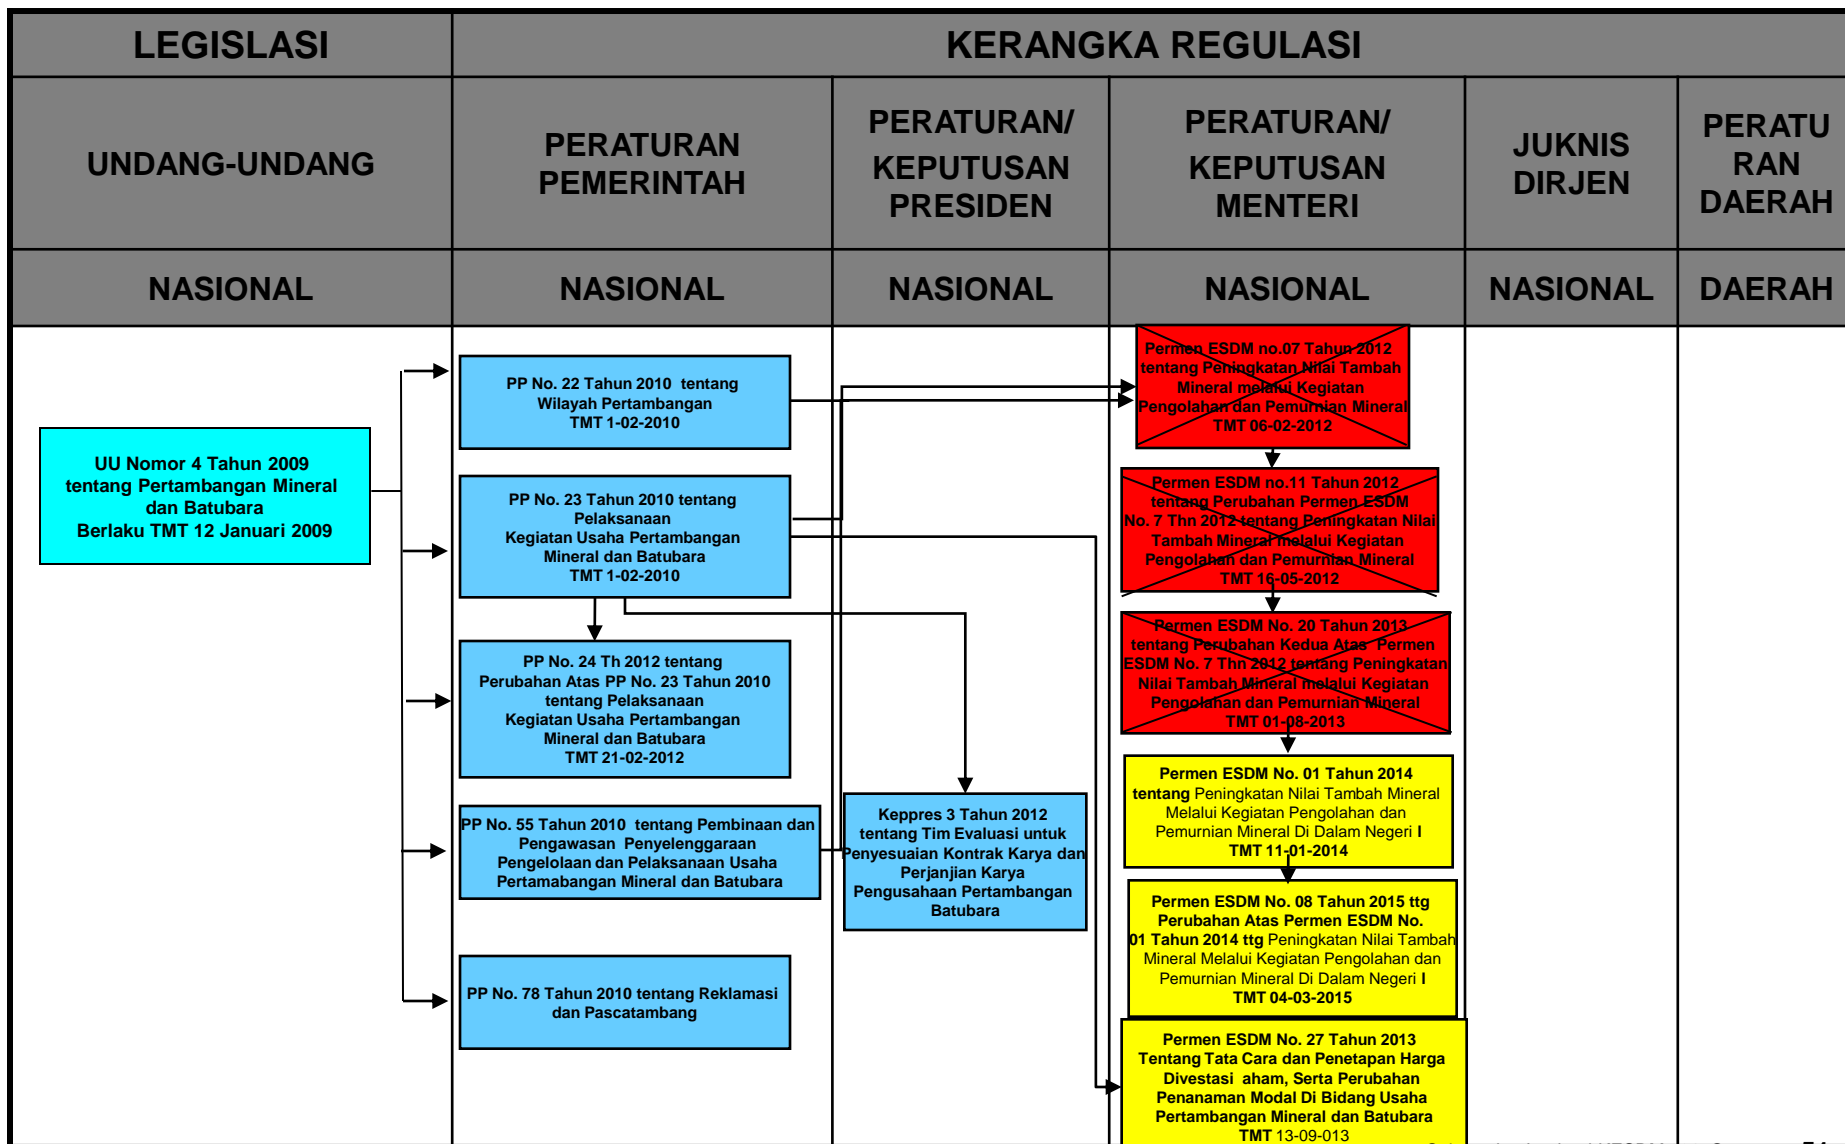 LEGISLASI
KERANGKA REGULASI
UNDANG-UNDANG
PERATURAN
PEMERINTAH
PERATURAN/
KEPUTUSAN
PRESIDEN
PERATURAN/
KEPUTUSAN
MENTERI
JUKNIS
DIRJEN
PERATU
RAN
DAERAH
NASIONAL
NASIONAL
NASIONAL
NASIONAL
NASIONAL
DAERAH
UU Nomor 4 Tahun 2009
tentang Pertambangan Mineral
dan Batubara
Berlaku TMT 12 Januari 2009
PP No. 22 Tahun 2010 tentang
Wilayah Pertambangan
TMT 1-02-2010
PP No. 23 Tahun 2010 tentang
Pelaksanaan
Kegiatan Usaha Pertambangan
Mineral dan Batubara
TMT 1-02-2010
PP No. 24 Th 2012 tentang
Perubahan Atas PP No. 23 Tahun 2010
tentang Pelaksanaan
Kegiatan Usaha Pertambangan
Mineral dan Batubara
TMT 21-02-2012
PP No. 55 Tahun 2010 tentang Pembinaan dan
Pengawasan Penyelenggaraan
Pengelolaan dan Pelaksanaan Usaha
Pertamabangan Mineral dan Batubara
PP No. 78 Tahun 2010 tentang Reklamasi
dan Pascatambang
Keppres 3 Tahun 2012
tentang Tim Evaluasi untuk
Penyesuaian Kontrak Karya dan
Perjanjian Karya
Pengusahaan Pertambangan
Batubara
Permen ESDM no.07 Tahun 2012
tentang Peningkatan Nilai Tambah
Mineral melalui Kegiatan
Pengolahan dan Pemurnian Mineral
TMT 06-02-2012
Permen ESDM no.11 Tahun 2012
tentang Perubahan Permen ESDM
No. 7 Thn 2012 tentang Peningkatan Nilai
Tambah Mineral melalui Kegiatan
Pengolahan dan Pemurnian Mineral
TMT 16-05-2012
Permen ESDM No. 20 Tahun 2013
tentang Perubahan Kedua Atas Permen
ESDM No. 7 Thn 2012 tentang Peningkatan
Nilai Tambah Mineral melalui Kegiatan
Pengolahan dan Pemurnian Mineral
TMT 01-08-2013
Permen ESDM No. 01 Tahun 2014
tentang Peningkatan Nilai Tambah Mineral
Melalui Kegiatan Pengolahan dan
Pemurnian Mineral Di Dalam Negeri I
TMT 11-01-2014
Permen ESDM No. 08 Tahun 2015 ttg
Perubahan Atas Permen ESDM No.
01 Tahun 2014 ttg Peningkatan Nilai Tambah
Mineral Melalui Kegiatan Pengolahan dan
Pemurnian Mineral Di Dalam Negeri I
TMT 04-03-2015
Permen ESDM No. 27 Tahun 2013
Tentang Tata Cara dan Penetapan Harga
Divestasi aham, Serta Perubahan
Penanaman Modal Di Bidang Usaha
Pertambangan Mineral dan Batubara
TMT 13-09-013